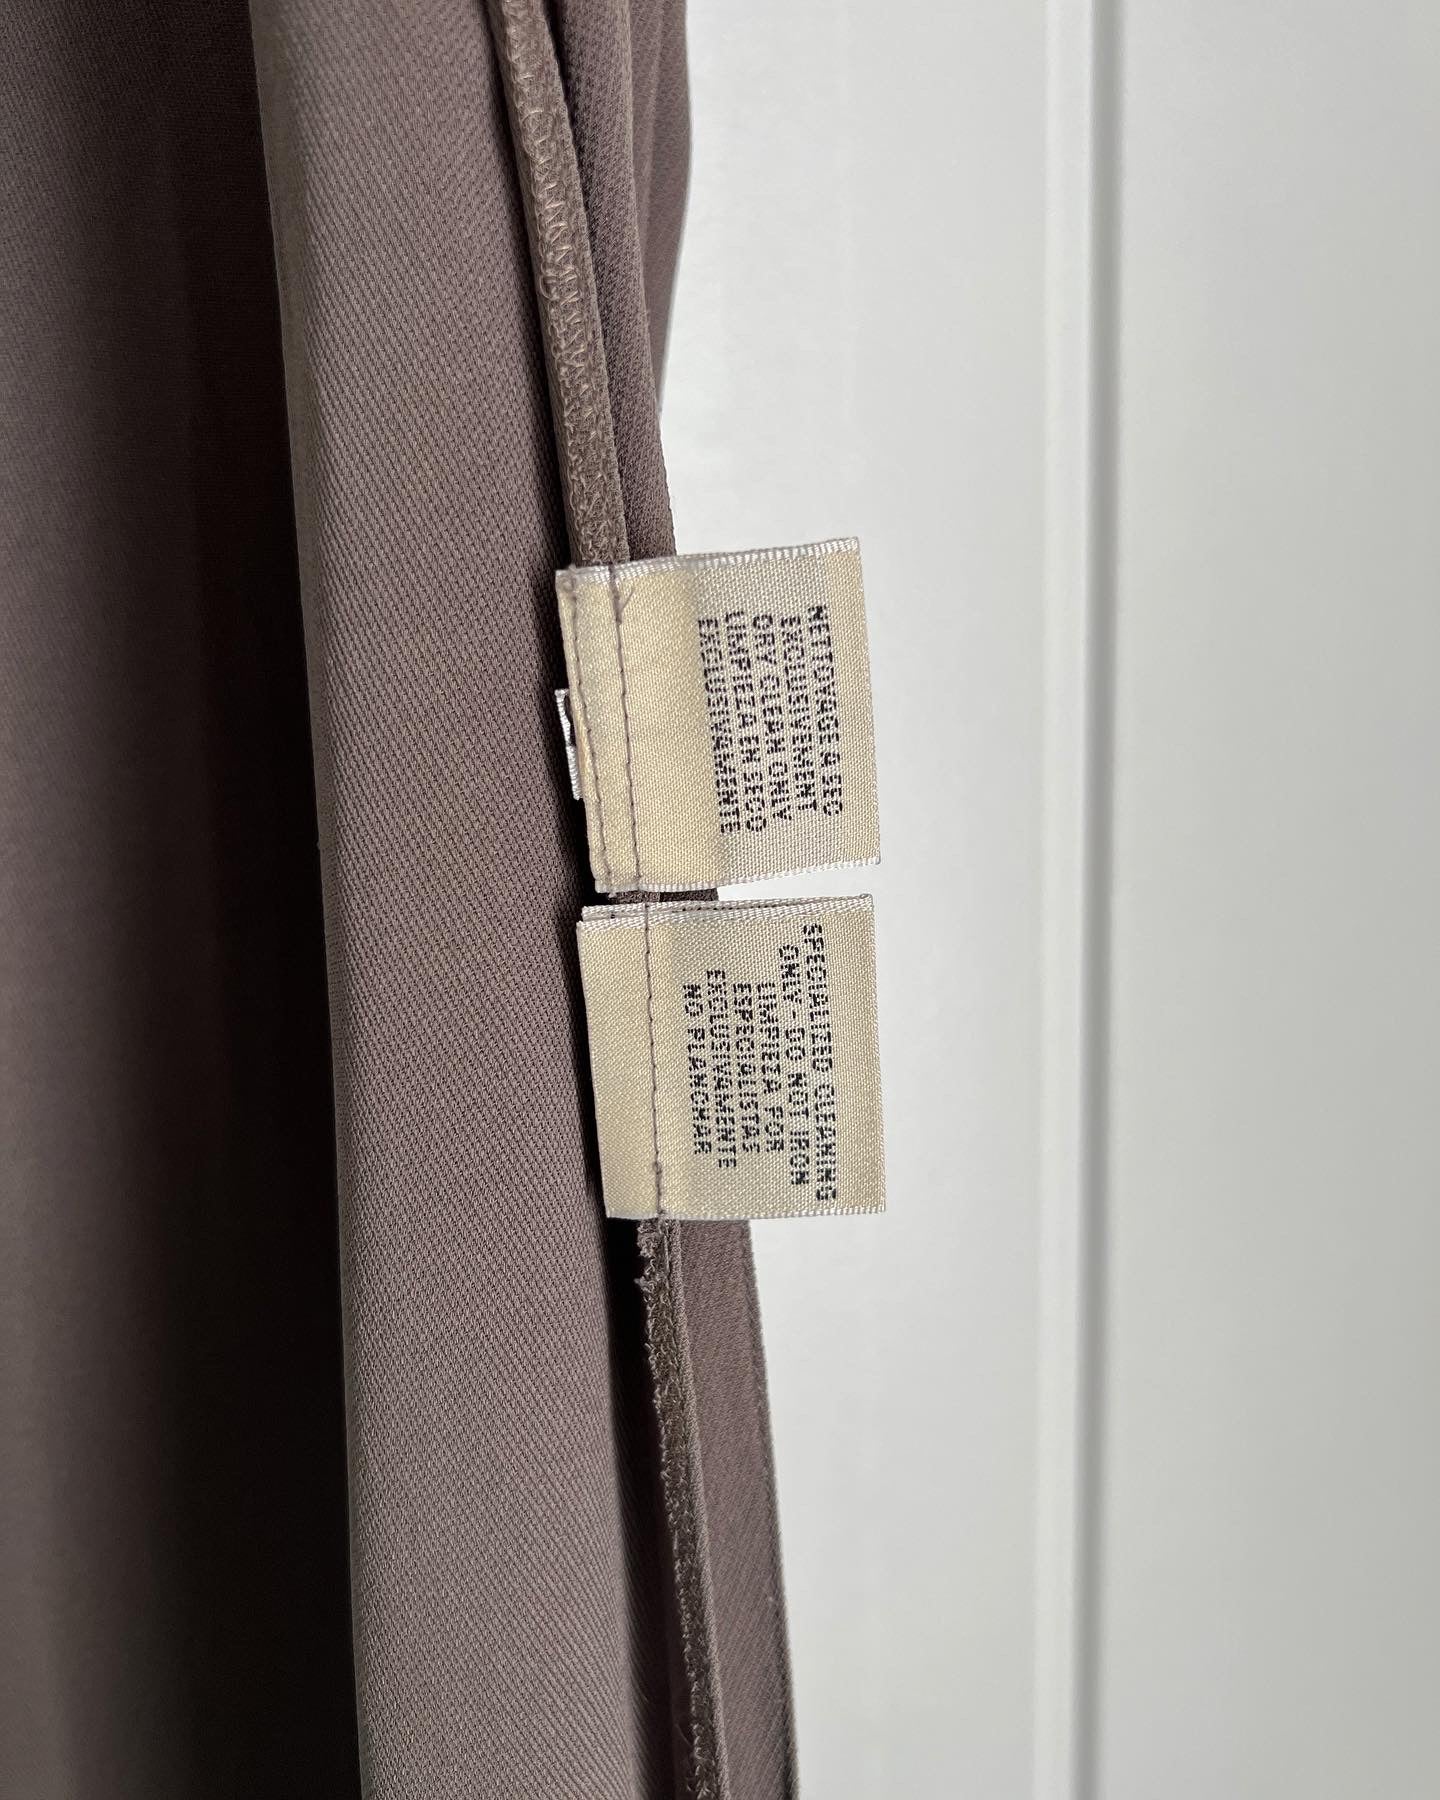 NETTOYAGE A SEC
EXCLUSIVEMENT
DRY CLEAN ONLY
LIMPIEZA EN SECO
EXCLUSIVAMENTE
SPECIALIZED CLEANING
ONLY-DO NOT IRON
LIMPIEZA POR
ESPECIALISTAS
EXCLUSIVAMENTE
NO PLANCHAR